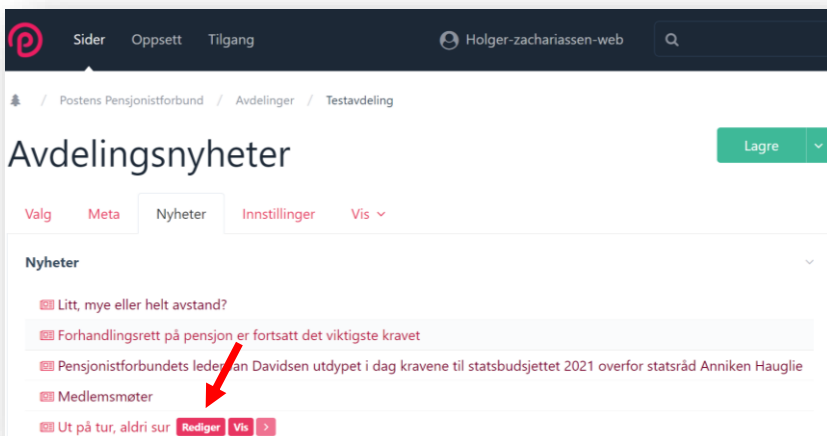 Sider Oppsett Tilgang Holger-zachariassen-web
/ Postens Pensjonistforbund / Avdelinger / Testavdeling
Avdelingsnyheter
Lagre
Valg Meta Nyheter Innstillinger Vis
Nyheter
Litt, mye eller helt avstand?
Forhandlingsrett på pensjon er fortsatt det viktigste kravet
Pensjonistforbundets leder Jan Davidsen utdypet i dag kravene til statsbudsjettet 2021 overfor statsråd Anniken Hauglie
Medlemsmøter
Ut på tur, aldri sur Rediger Vis >